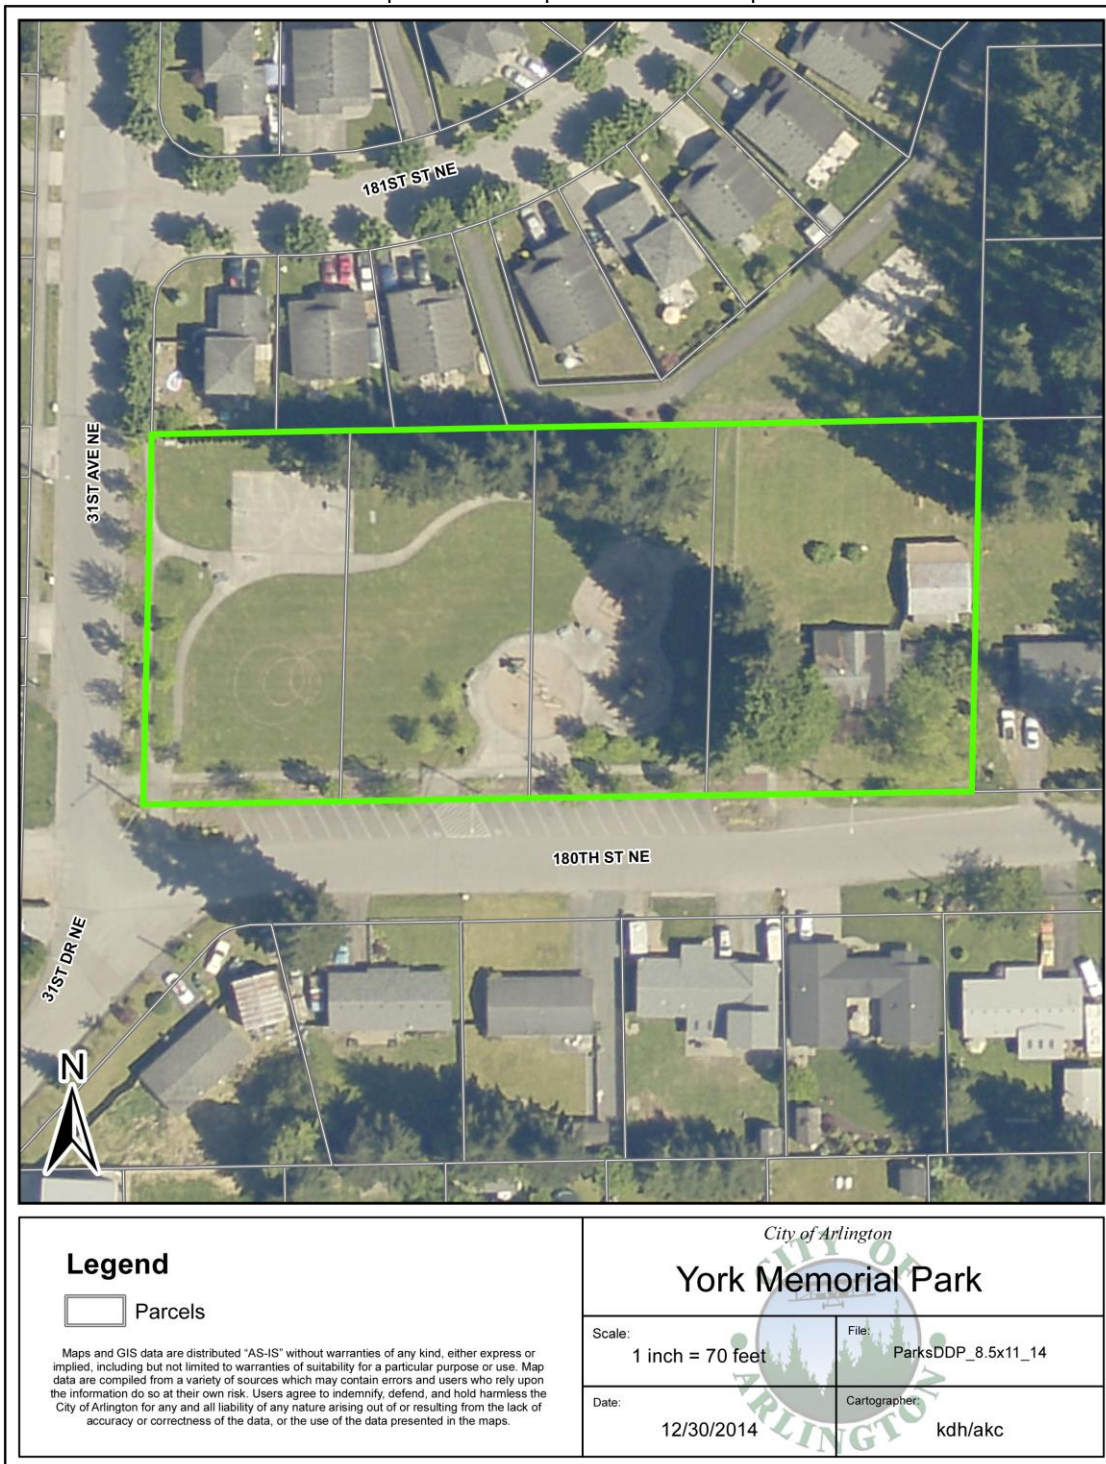 181ST ST NE
31ST AVE NE
180TH ST NE
31ST DR NE
N
Legend
Parcels
Maps and GIS data are distributed “AS-IS” without warranties of any kind, either express or
implied, including but not limited to warranties of suitability for a particular purpose or use. Map
data are compiled from a variety of sources which may contain errors and users who rely upon
the information do so at their own risk. Users agree to indemnify, defend, and hold harmless the
City of Arlington for any and all liability of any nature arising out of or resulting from the lack of
accuracy or correctness of the data, or the use of the data presented in the maps.
City of Arlington
CITY OF
York Memorial Park
Scale:
1 inch = 70 feet
File:
ParksDDP_8.5x11_14
Date:
12/30/2014
Cartographer:
kdh/akc
ARLINGTON